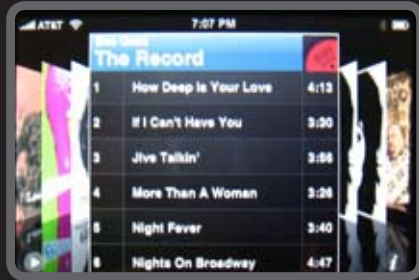 AT&T 7:07 PM
Bee Gees
The Record
1 How Deep Is Your Love 4:13
2 If I Can't Have You 3:30
3 Jive Talkin' 3:56
4 More Than A Woman 3:26
5 Night Fever 3:40
6 Nights On Broadway 4:47
i